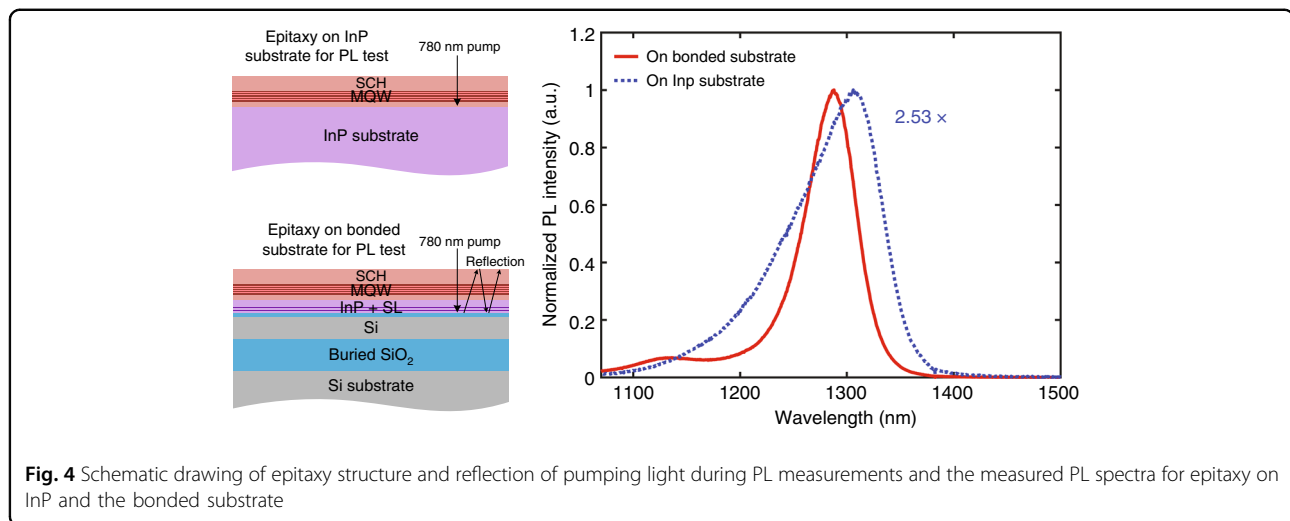 Epitaxy on InP
substrate for PL test
780 nm pump
SCH
MQW
InP substrate
Epitaxy on bonded
substrate for PL test
780 nm pump
Reflection
SCH
MQW
InP + SL
Si
Buried SiO₂
Si substrate
Normalized PL intensity (a.u.)
1.2
1
0.8
0.6
0.4
0.2
0
On bonded substrate
On Inp substrate
2.53 ×
1100 1200 1300 1400 1500
Wavelength (nm)
Fig. 4 Schematic drawing of epitaxy structure and reflection of pumping light during PL measurements and the measured PL spectra for epitaxy on
InP and the bonded substrate